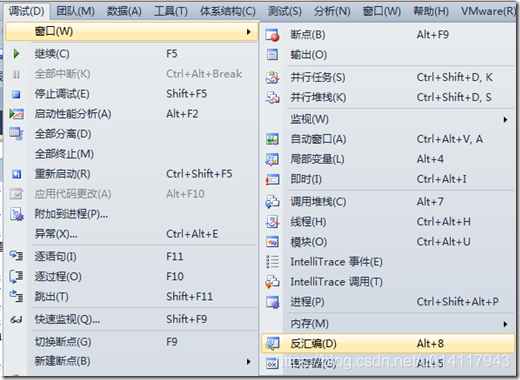 调试(D) 团队(M) 数据(A) 工具(T) 体系结构(C) 测试(S) 分析(N) 窗口(W) 帮助(H) VMware(R)
窗口(W)
继续(C) F5
全部中断(K) Ctrl+Alt+Break
停止调试(E) Shift+F5
启动性能分析(A) Alt+F2
全部分离(D)
全部终止(M)
重新启动(R) Ctrl+Shift+F5
应用代码更改(A) Alt+F10
附加到进程(P)...
异常(X)... Ctrl+Alt+E
逐语句(I) F11
逐过程(O) F10
跳出(T) Shift+F11
快速监视(Q)... Shift+F9
切换断点(G) F9
新建断点(B)
断点(B) Alt+F9
输出(O)
并行任务(S) Ctrl+Shift+D, K
并行堆栈(K) Ctrl+Shift+D, S
监视(W)
自动窗口(A) Ctrl+Alt+V, A
局部变量(L) Alt+4
即时(I) Ctrl+Alt+I
调用堆栈(C) Alt+7
线程(H) Ctrl+Alt+H
模块(O) Ctrl+Alt+U
IntelliTrace 事件(E)
IntelliTrace 调用(T)
进程(P) Ctrl+Shift+Alt+P
内存(M)
反汇编(D) Alt+8
寄存器(G) Alt+5